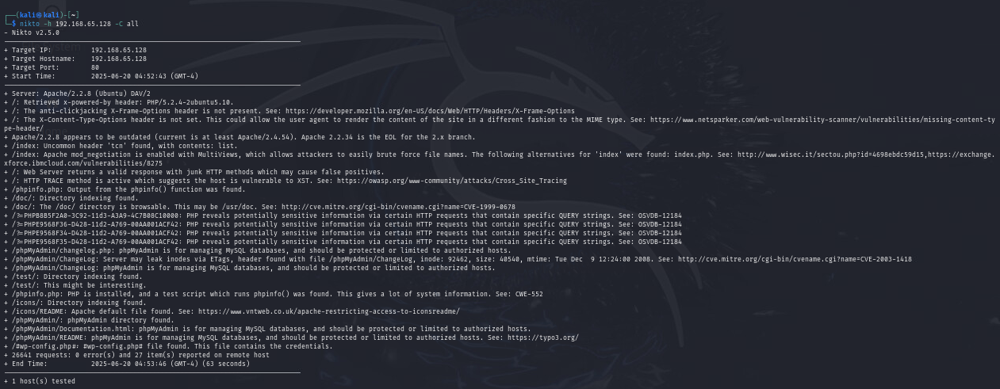 ┌──(kali㉿kali)-[~]
└─$ nikto -h 192.168.65.128 -C all
- Nikto v2.5.0
+ Target IP: 192.168.65.128
+ Target Hostname: 192.168.65.128
+ Target Port: 80
+ Start Time: 2025-06-20 04:52:43 (GMT-4)
+ Server: Apache/2.2.8 (Ubuntu) DAV/2
+ /: Retrieved x-powered-by header: PHP/5.2.4-2ubuntu5.10.
+ /: The anti-clickjacking X-Frame-Options header is not present. See: https://developer.mozilla.org/en-US/docs/Web/HTTP/Headers/X-Frame-Options
+ /: The X-Content-Type-Options header is not set. This could allow the user agent to render the content of the site in a different fashion to the MIME type. See: https://www.netsparker.com/web-vulnerability-scanner/vulnerabilities/missing-content-ty
pe-header/
+ Apache/2.2.8 appears to be outdated (current is at least Apache/2.4.54). Apache 2.2.34 is the EOL for the 2.x branch.
+ /index: Uncommon header 'tcn' found, with contents: list.
+ /index: Apache mod_negotiation is enabled with MultiViews, which allows attackers to easily brute force file names. The following alternatives for 'index' were found: index.php. See: http://www.wisec.it/sectou.php?id=4698ebdc59d15,https://exchange.
xforce.ibmcloud.com/vulnerabilities/8275
+ /: Web Server returns a valid response with junk HTTP methods which may cause false positives.
+ /: HTTP TRACE method is active which suggests the host is vulnerable to XST. See: https://owasp.org/www-community/attacks/Cross_Site_Tracing
+ /phpinfo.php: Output from the phpinfo() function was found.
+ /doc/: Directory indexing found.
+ /doc/: The /doc/ directory is browsable. This may be /usr/doc. See: http://cve.mitre.org/cgi-bin/cvename.cgi?name=CVE-1999-0678
+ /?=PHPB8B5F2A0-3C92-11d3-A3A9-4C7B08C10000: PHP reveals potentially sensitive information via certain HTTP requests that contain specific QUERY strings. See: OSVDB-12184
+ /?=PHPE9568F36-D428-11d2-A769-00AA001ACF42: PHP reveals potentially sensitive information via certain HTTP requests that contain specific QUERY strings. See: OSVDB-12184
+ /?=PHPE9568F34-D428-11d2-A769-00AA001ACF42: PHP reveals potentially sensitive information via certain HTTP requests that contain specific QUERY strings. See: OSVDB-12184
+ /?=PHPE9568F35-D428-11d2-A769-00AA001ACF42: PHP reveals potentially sensitive information via certain HTTP requests that contain specific QUERY strings. See: OSVDB-12184
+ /phpMyAdmin/changelog.php: phpMyAdmin is for managing MySQL databases, and should be protected or limited to authorized hosts.
+ /phpMyAdmin/ChangeLog: Server may leak inodes via ETags, header found with file /phpMyAdmin/ChangeLog, inode: 92462, size: 40540, mtime: Tue Dec  9 12:24:00 2008. See: http://cve.mitre.org/cgi-bin/cvename.cgi?name=CVE-2003-1418
+ /phpMyAdmin/ChangeLog: phpMyAdmin is for managing MySQL databases, and should be protected or limited to authorized hosts.
+ /test/: Directory indexing found.
+ /test/: This might be interesting.
+ /phpinfo.php: PHP is installed, and a test script which runs phpinfo() was found. This gives a lot of system information. See: CWE-552
+ /icons/: Directory indexing found.
+ /icons/README: Apache default file found. See: https://www.vntweb.co.uk/apache-restricting-access-to-iconsreadme/
+ /phpMyAdmin/: phpMyAdmin directory found.
+ /phpMyAdmin/Documentation.html: phpMyAdmin is for managing MySQL databases, and should be protected or limited to authorized hosts.
+ /phpMyAdmin/README: phpMyAdmin is for managing MySQL databases, and should be protected or limited to authorized hosts. See: https://typo3.org/
+ /#wp-config.php#: #wp-config.php# file found. This file contains the credentials.
+ 26641 requests: 0 error(s) and 27 item(s) reported on remote host
+ End Time: 2025-06-20 04:53:46 (GMT-4) (63 seconds)
+ 1 host(s) tested